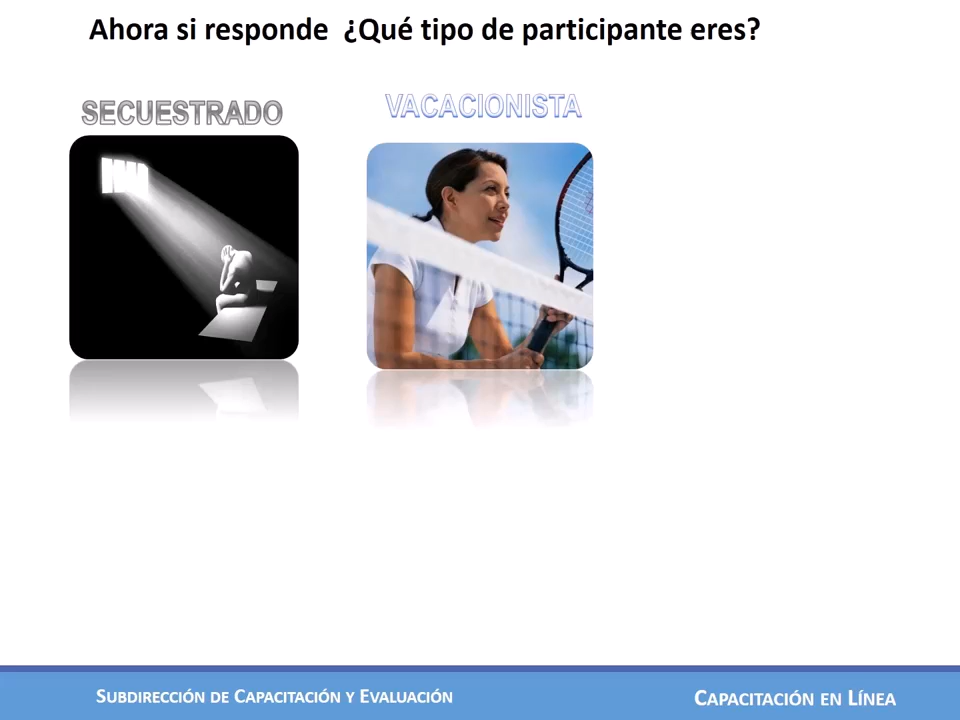 Ahora si responde ¿Qué tipo de participante eres?
SECUESTRADO
VACACIONISTA
SUBDIRECCIÓN DE CAPACITACIÓN Y EVALUACIÓN
CAPACITACIÓN EN LÍNEA